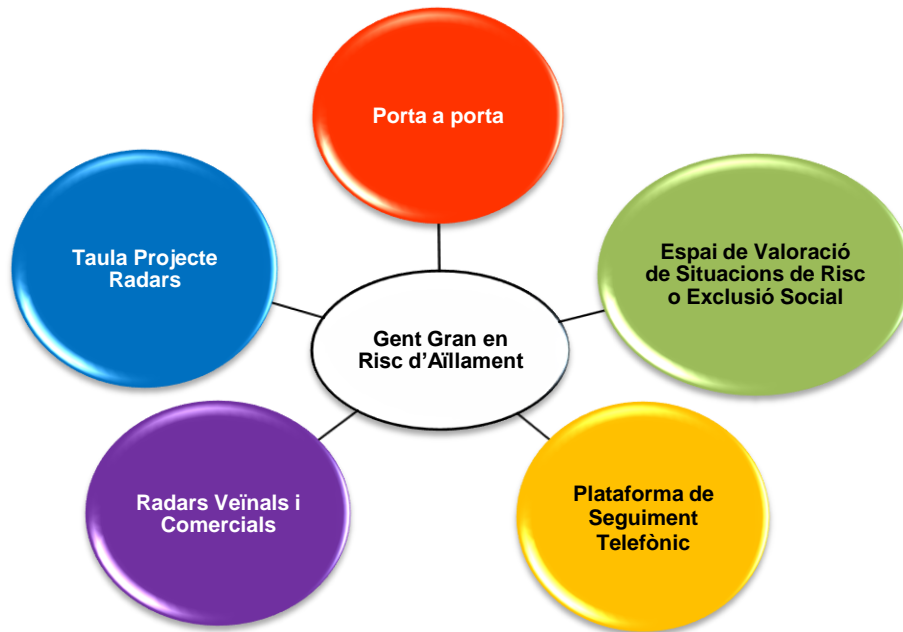 Porta a porta
Taula Projecte
Radars
Espai de Valoració
de Situacions de Risc
o Exclusió Social
Gent Gran en
Risc d’Aïllament
Radars Veïnals i
Comercials
Plataforma de
Seguiment
Telefònic